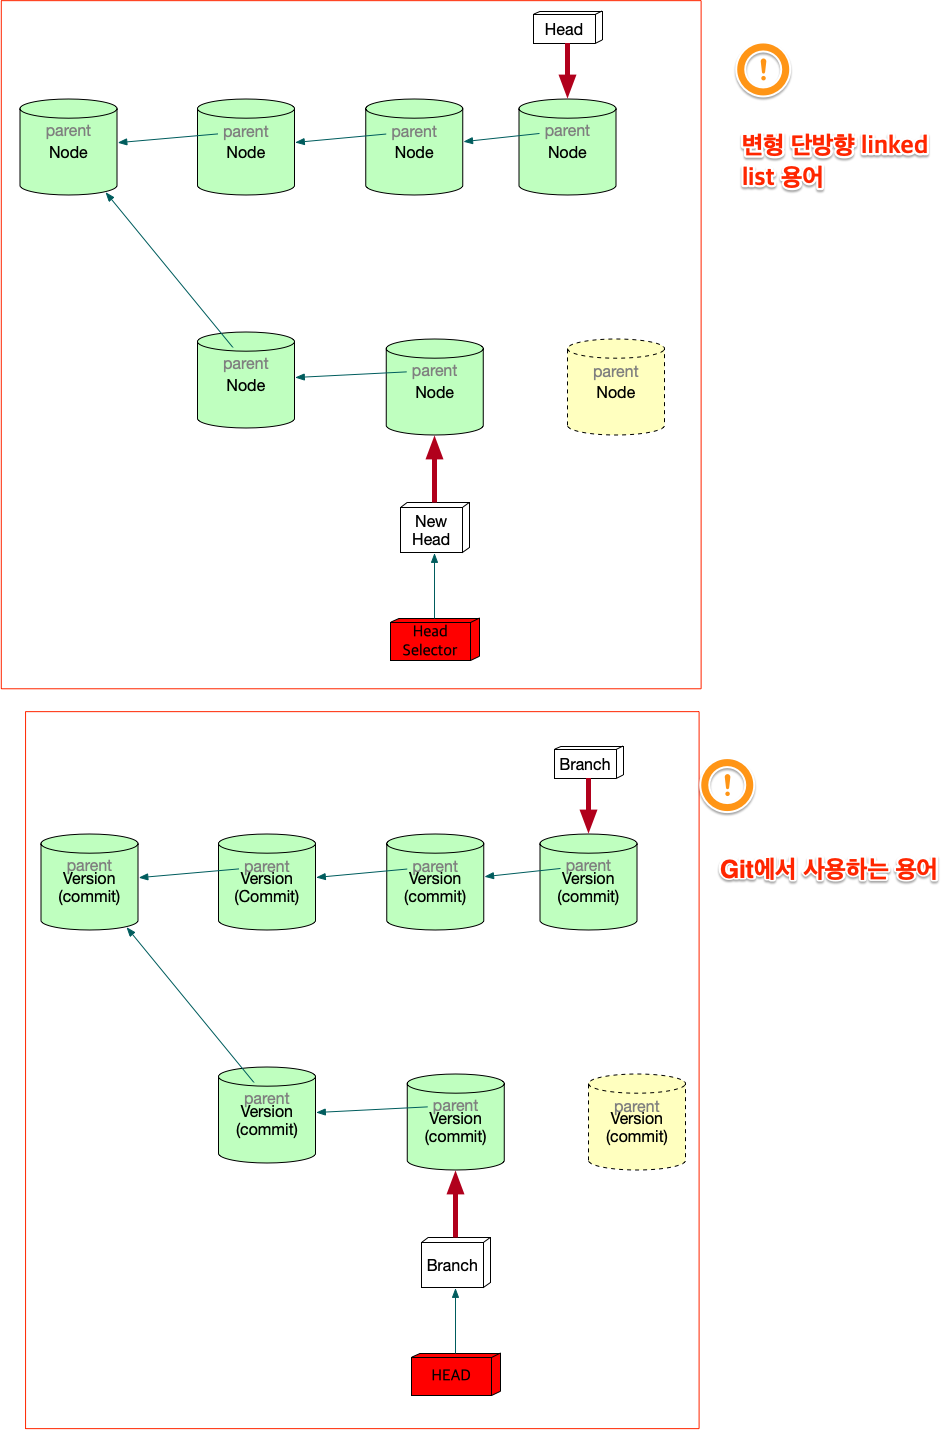 Head
변형 단방향 linked
list 용어
parent
Node
parent
Node
parent
Node
parent
Node
parent
Node
parent
Node
parent
Node
New
Head
Head
Selector
Branch
Git에서 사용하는 용어
parent
Version
(commit)
parent
Version
(Commit)
parent
Version
(commit)
parent
Version
(commit)
parent
Version
(commit)
parent
Version
(commit)
parent
Version
(commit)
Branch
HEAD